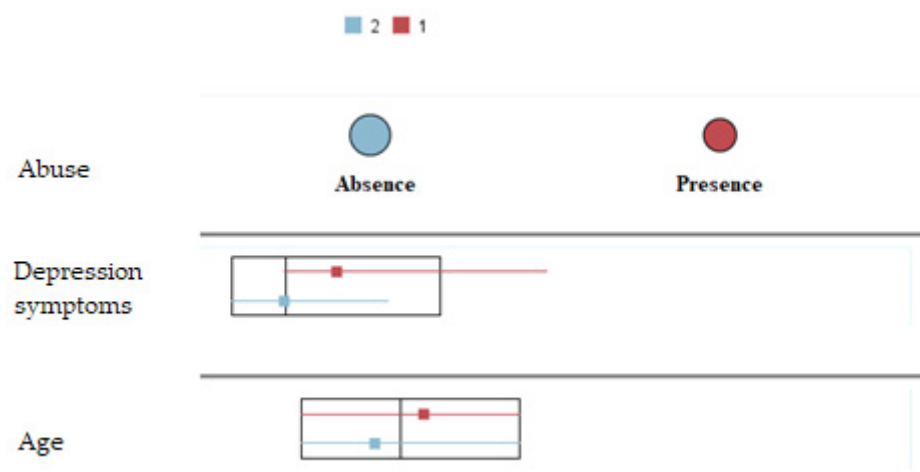 2 1
Abuse
Absence
Presence
Depression
symptoms
Age